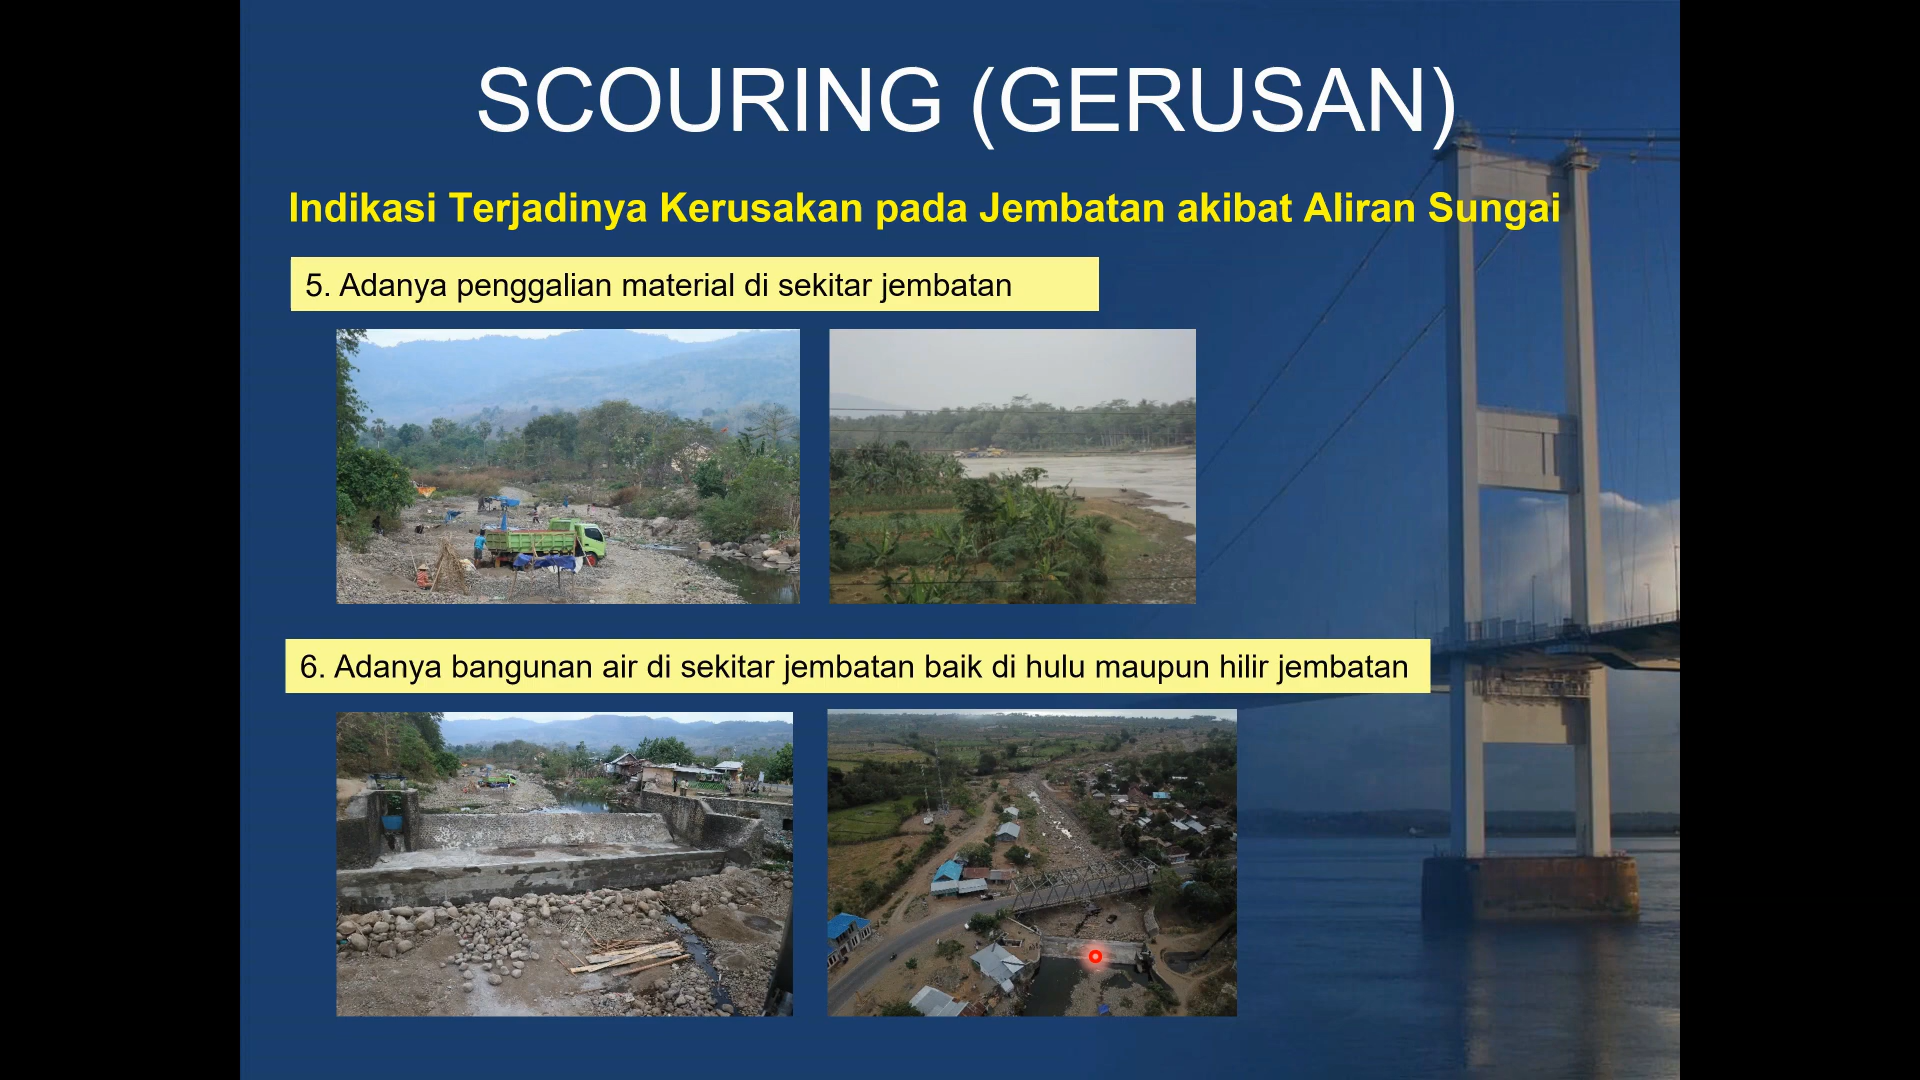 SCOURING (GERUSAN)
Indikasi Terjadinya Kerusakan pada Jembatan akibat Aliran Sungai
5. Adanya penggalian material di sekitar jembatan
6. Adanya bangunan air di sekitar jembatan baik di hulu maupun hilir jembatan